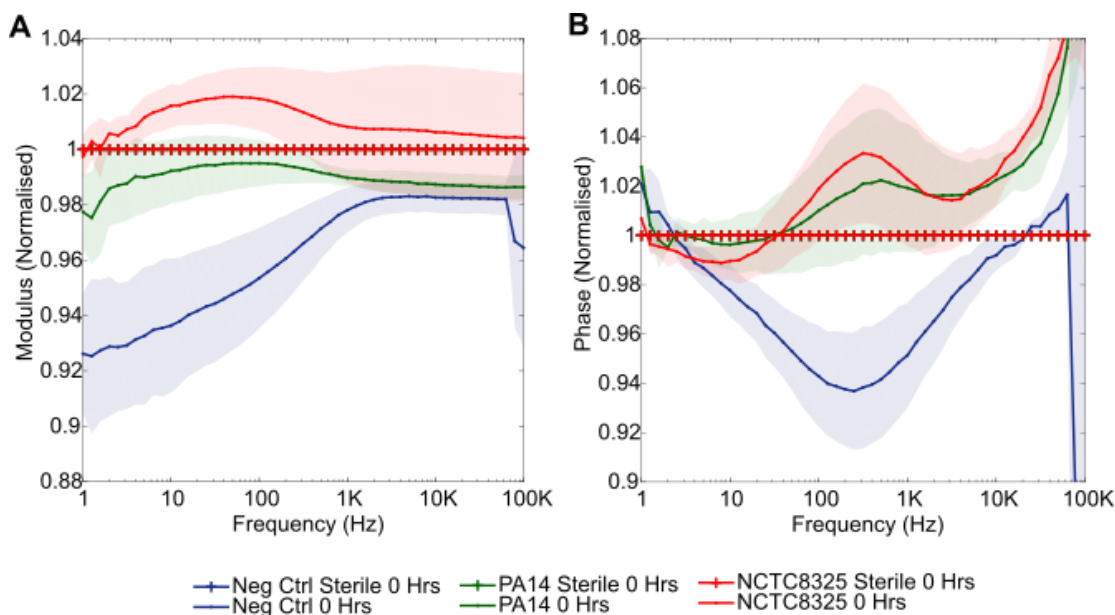 A
1.04
1.02
1
0.98
0.96
0.94
0.92
0.9
0.88
Modulus (Normalised)
1
10
100
1K
10K
100K
Frequency (Hz)
B
1.08
1.06
1.04
1.02
1
0.98
0.96
0.94
0.92
0.9
Phase (Normalised)
1
10
100
1K
10K
100K
Frequency (Hz)
Neg Ctrl Sterile 0 Hrs
Neg Ctrl 0 Hrs
PA14 Sterile 0 Hrs
PA14 0 Hrs
NCTC8325 Sterile 0 Hrs
NCTC8325 0 Hrs